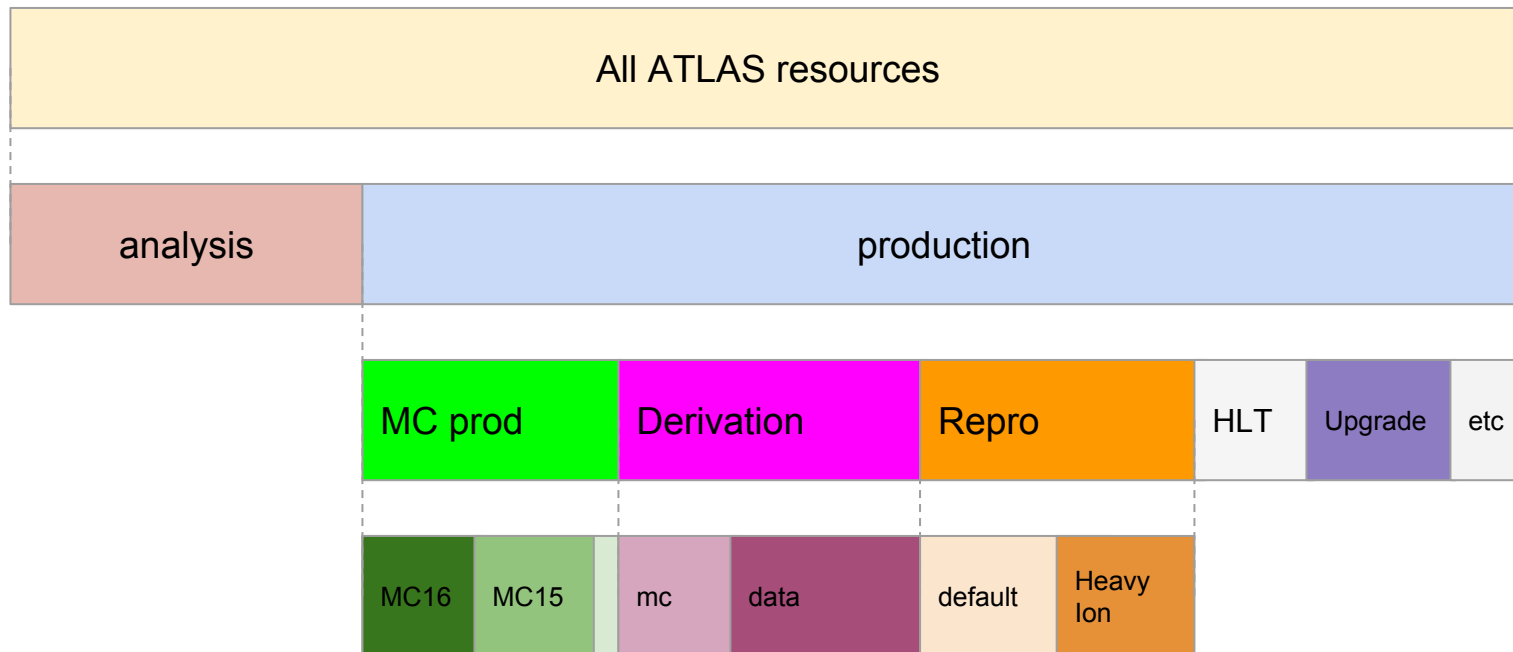 All ATLAS resources
analysis
production
MC prod
Derivation
Repro
HLT
Upgrade
etc
MC16
MC15
mc
data
default
Heavy
Ion